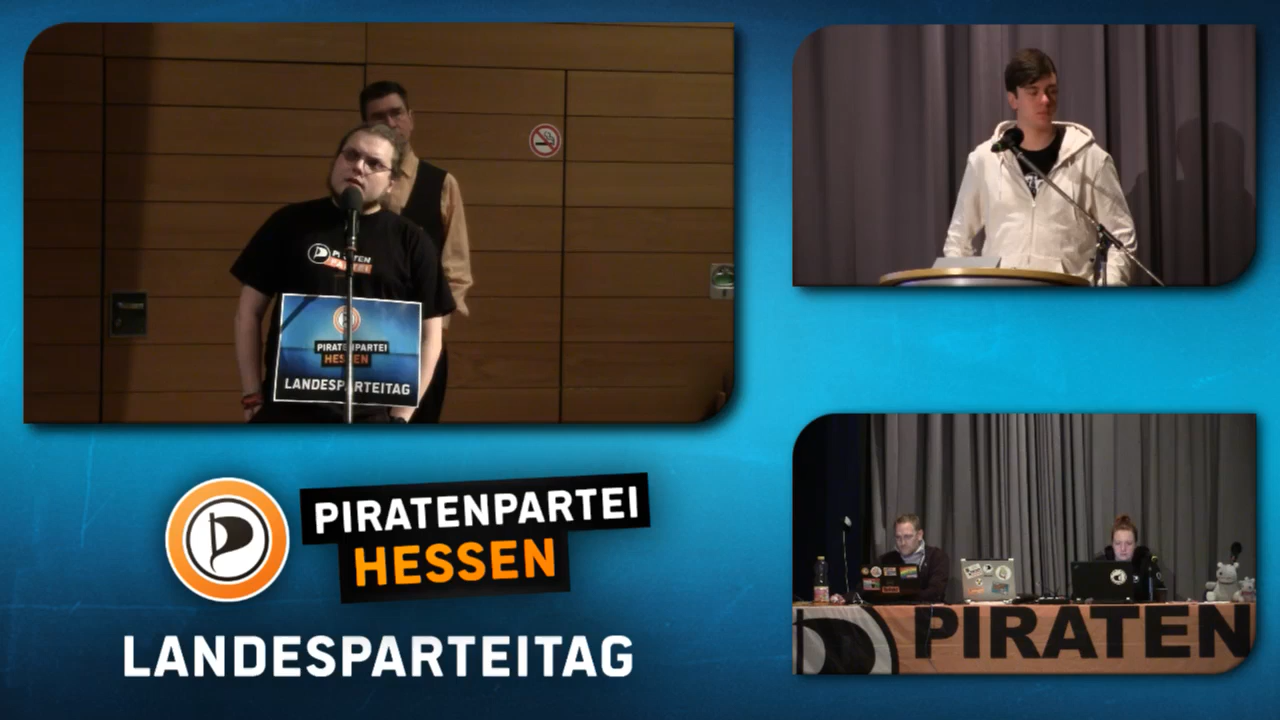 PIRATEN
PARTEI
PIRATENPARTEI
HESSEN
LANDESPARTEITAG
PIRATENPARTEI
HESSEN
LANDESPARTEITAG
PIRATEN